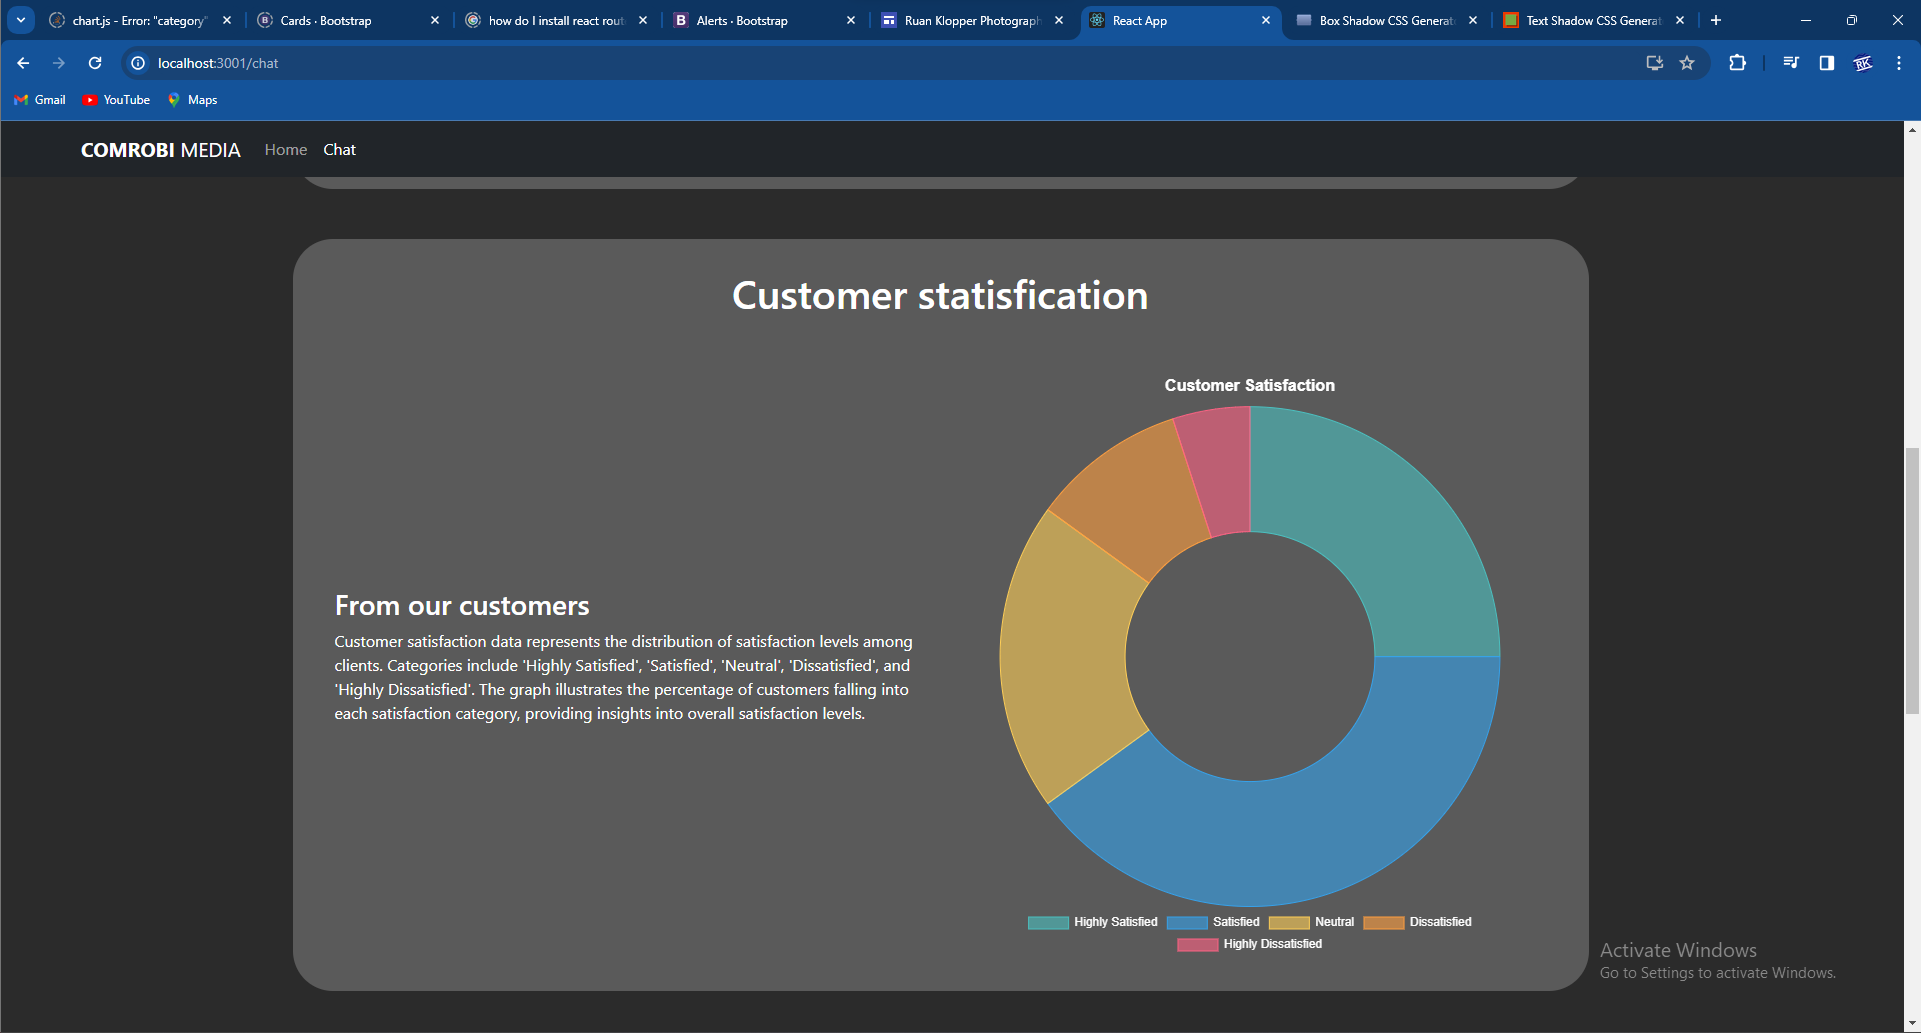 chart.js - Error: "category"
Cards · Bootstrap
how do I install react rout
Alerts · Bootstrap
Ruan Klopper Photograph
React App
Box Shadow CSS Generat
Text Shadow CSS Generat
localhost:3001/chat
RK
Gmail
YouTube
Maps
COMROBI MEDIA
Home
Chat
Customer statisfication
Customer Satisfaction
From our customers
Customer satisfaction data represents the distribution of satisfaction levels among
clients. Categories include 'Highly Satisfied', 'Satisfied', 'Neutral', 'Dissatisfied', and
'Highly Dissatisfied'. The graph illustrates the percentage of customers falling into
each satisfaction category, providing insights into overall satisfaction levels.
Highly Satisfied
Satisfied
Neutral
Dissatisfied
Highly Dissatisfied
Activate Windows
Go to Settings to activate Windows.